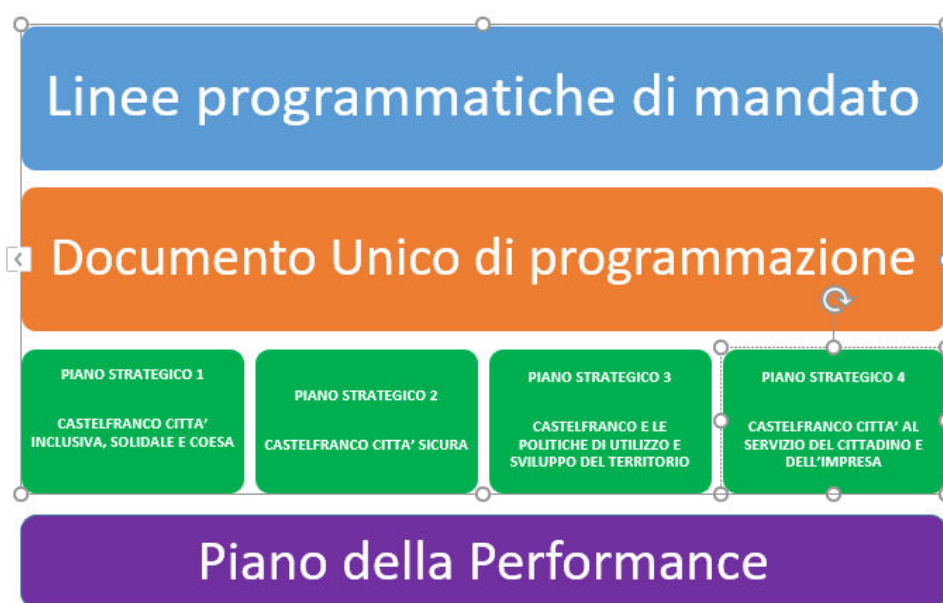 Linee programmatiche di mandato
Documento Unico di programmazione
PIANO STRATEGICO 1
CASTELFRANCO CITTA'
INCLUSIVA, SOLIDALE E COESA
PIANO STRATEGICO 2
CASTELFRANCO CITTA' SICURA
PIANO STRATEGICO 3
CASTELFRANCO E LE
POLITICHE DI UTILIZZO E
SVILUPPO DEL TERRITORIO
PIANO STRATEGICO 4
CASTELFRANCO CITTA' AL
SERVIZIO DEL CITTADINO E
DELL'IMPRESA
Piano della Performance